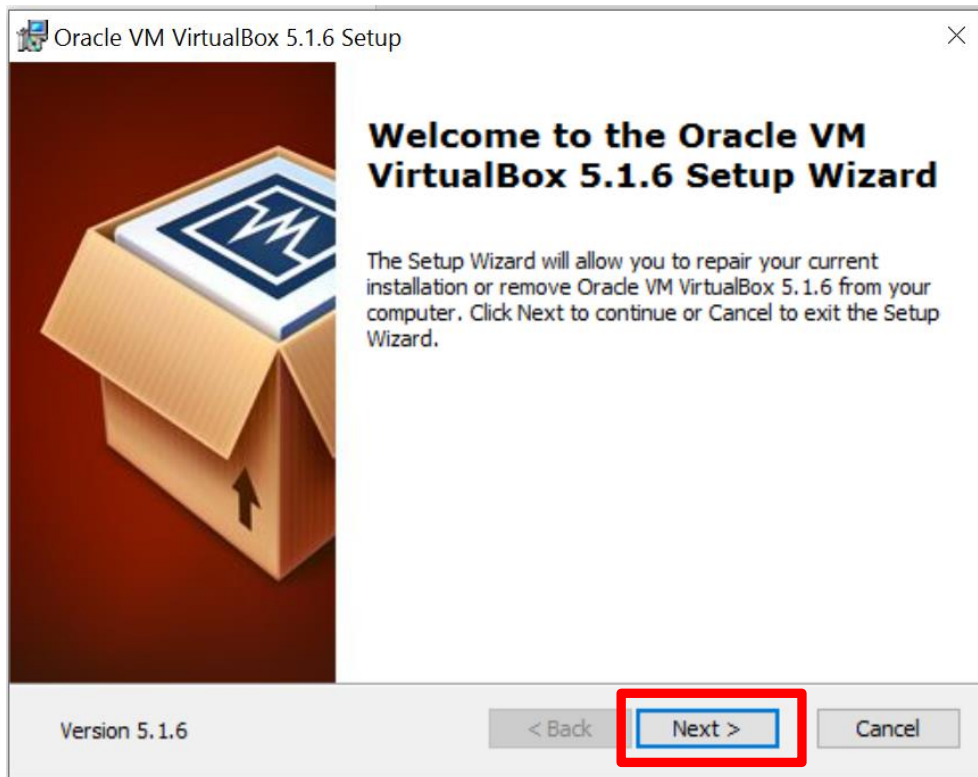 Oracle VM VirtualBox 5.1.6 Setup
Welcome to the Oracle VM
VirtualBox 5.1.6 Setup Wizard
The Setup Wizard will allow you to repair your current
installation or remove Oracle VM VirtualBox 5.1.6 from your
computer. Click Next to continue or Cancel to exit the Setup
Wizard.
Version 5.1.6
< Back
Next >
Cancel